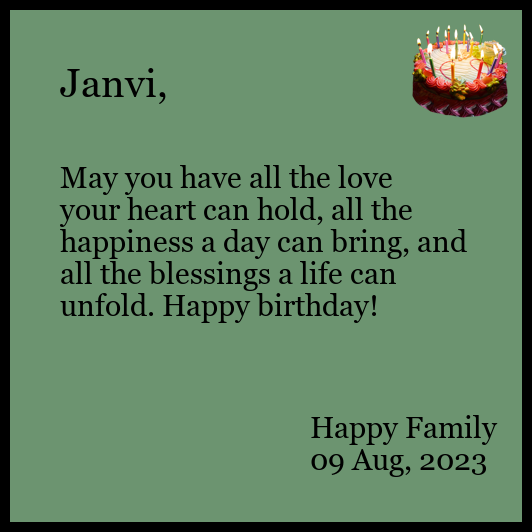 Janvi,
May you have all the love
your heart can hold, all the
happiness a day can bring, and
all the blessings a life can
unfold. Happy birthday!
Happy Family
09 Aug, 2023